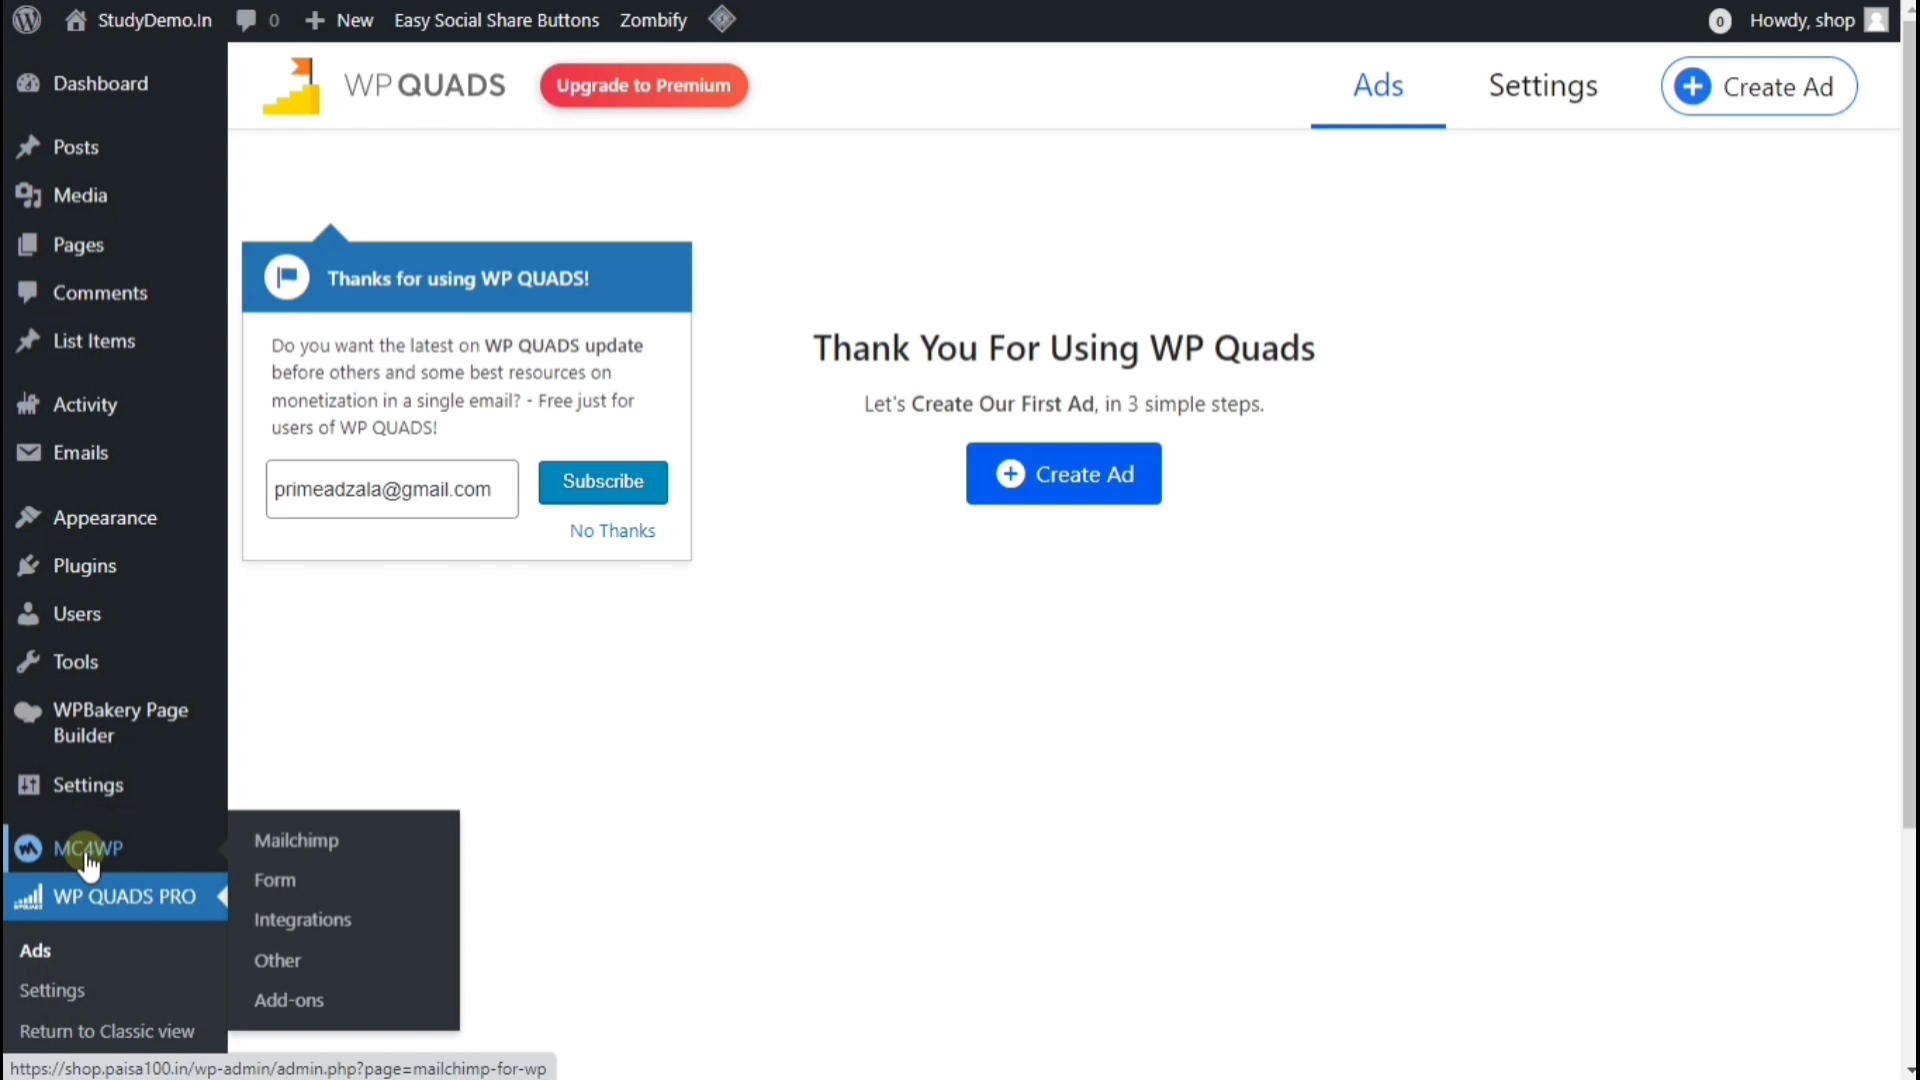 StudyDemo.In 0 New Easy Social Share Buttons Zombify 0 Howdy, shop
Dashboard
Posts
Media
Pages
Comments
List Items
Activity
Emails
Appearance
Plugins
Users
Tools
WPBakery Page
Builder
Settings
MC4WP
WP QUADS PRO
Ads
Settings
Return to Classic view
Mailchimp
Form
Integrations
Other
Add-ons
WP QUADS Upgrade to Premium Ads Settings Create Ad
Thanks for using WP QUADS!
Do you want the latest on WP QUADS update
before others and some best resources on
monetization in a single email? - Free just for
users of WP QUADS!
primeadzala@gmail.com Subscribe
No Thanks
Thank You For Using WP Quads
Let's Create Our First Ad, in 3 simple steps.
Create Ad
https://shop.paisa100.in/wp-admin/admin.php?page=mailchimp-for-wp